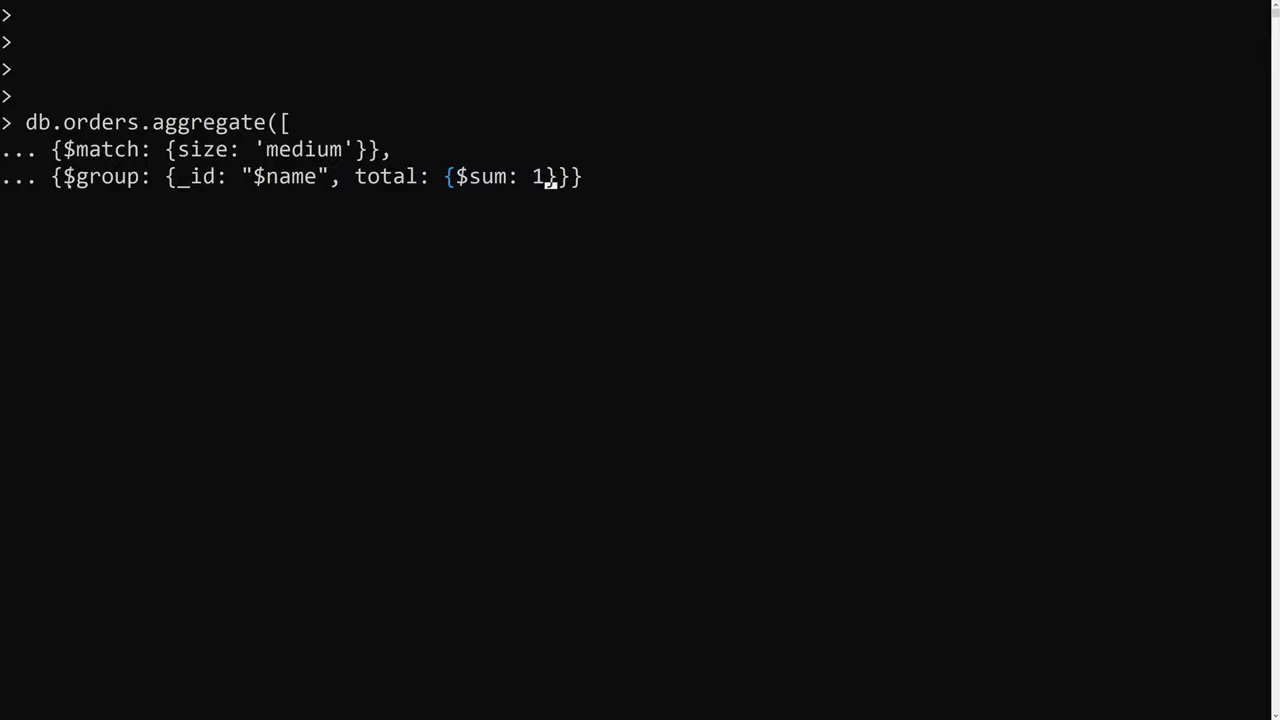 >
>
>
>
> db.orders.aggregate([
... {$match: {size: 'medium'}},
... {$group: {_id: "$name", total: {$sum: 1}}}